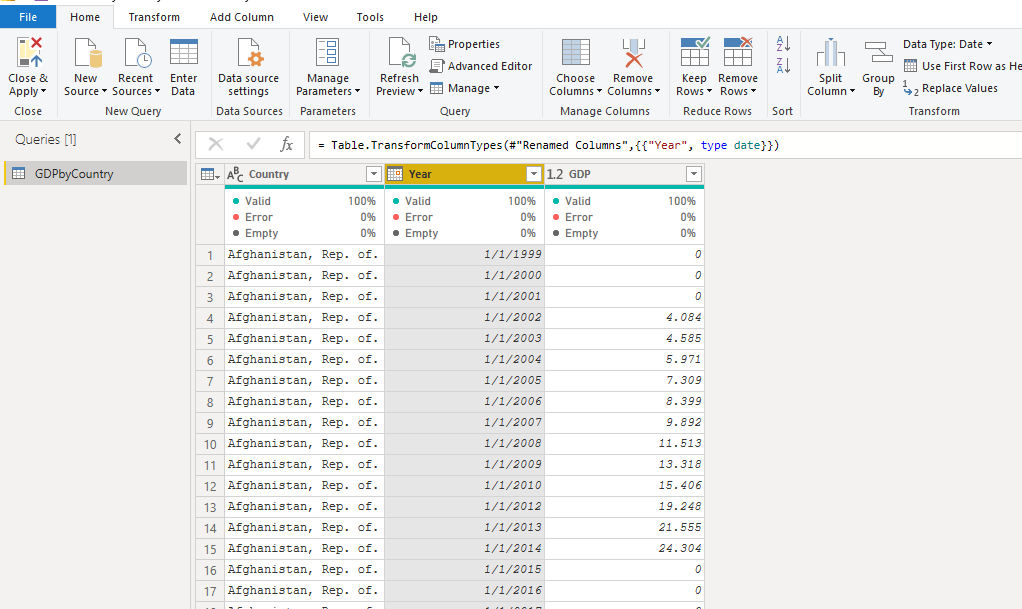 File Home Transform Add Column View Tools Help
Close & Apply
New Source
Recent Sources
Enter Data
Data source settings
Manage Parameters
Refresh Preview
Properties
Advanced Editor
Manage
Choose Columns
Remove Columns
Keep Rows
Remove Rows
Split Column
Group By
Data Type: Date
Use First Row as He
1 2 Replace Values
Close New Query Data Sources Parameters Query Manage Columns Reduce Rows Sort Transform
Queries [1]
GDPbyCountry
fx = Table.TransformColumnTypes(#"Renamed Columns",{{"Year", type date}})
ABC Country Year 1.2 GDP
Valid 100% Valid 100% Valid 100%
Error 0% Error 0% Error 0%
Empty 0% Empty 0% Empty 0%
1 Afghanistan, Rep. of. 1/1/1999 0
2 Afghanistan, Rep. of. 1/1/2000 0
3 Afghanistan, Rep. of. 1/1/2001 0
4 Afghanistan, Rep. of. 1/1/2002 4.084
5 Afghanistan, Rep. of. 1/1/2003 4.585
6 Afghanistan, Rep. of. 1/1/2004 5.971
7 Afghanistan, Rep. of. 1/1/2005 7.309
8 Afghanistan, Rep. of. 1/1/2006 8.399
9 Afghanistan, Rep. of. 1/1/2007 9.892
10 Afghanistan, Rep. of. 1/1/2008 11.513
11 Afghanistan, Rep. of. 1/1/2009 13.318
12 Afghanistan, Rep. of. 1/1/2010 15.406
13 Afghanistan, Rep. of. 1/1/2012 19.248
14 Afghanistan, Rep. of. 1/1/2013 21.555
15 Afghanistan, Rep. of. 1/1/2014 24.304
16 Afghanistan, Rep. of. 1/1/2015 0
17 Afghanistan, Rep. of. 1/1/2016 0